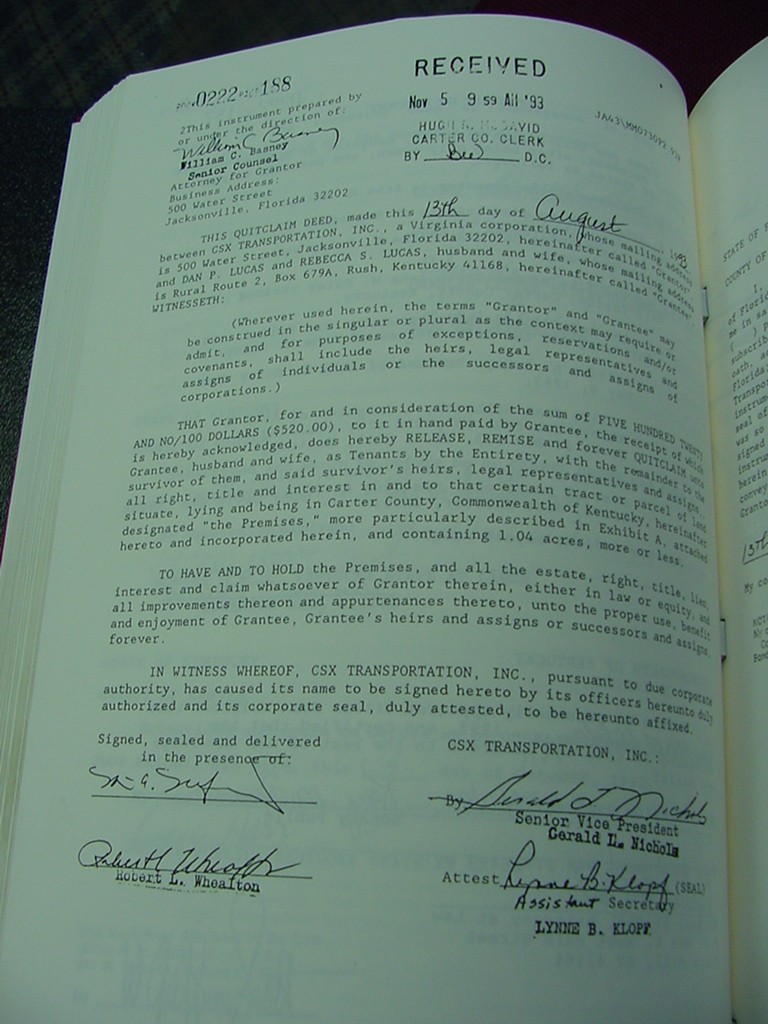 0222 188
RECEIVED
Nov 5 9 59 AM '93
CARTER CO. CLERK
BY D.C.
This instrument prepared by
or under the direction of:
William C. Basney
William C. Basney
Senior Counsel
Attorney for Grantor
Business Address:
500 Water Street
Jacksonville, Florida 32202
THIS QUITCLAIM DEED, made this 13th day of August, 1993
between CSX TRANSPORTATION, INC., a Virginia corporation, whose mailing address
is 500 Water Street, Jacksonville, Florida 32202, hereinafter called "Grantor"
and DAN P. LUCAS and REBECCA S. LUCAS, husband and wife, whose mailing address
is Rural Route 2, Box 679A, Rush, Kentucky 41168, hereinafter called "Grantee
WITNESSETH:
(Wherever used herein, the terms "Grantor" and "Grantee" may
be construed in the singular or plural as the context may require or
admit, and for purposes of exceptions, reservations and/or
covenants, shall include the heirs, legal representatives and
assigns of individuals or the successors and assigns of
corporations.)
THAT Grantor, for and in consideration of the sum of FIVE HUNDRED TWENTY
AND NO/100 DOLLARS ($520.00), to it in hand paid by Grantee, the receipt of which
is hereby acknowledged, does hereby RELEASE, REMISE and forever QUITCLAIM unto
Grantee, husband and wife, as Tenants by the Entirety, with the remainder to the
survivor of them, and said survivor's heirs, legal representatives and assigns,
all right, title and interest in and to that certain tract or parcel of land
situate, lying and being in Carter County, Commonwealth of Kentucky, hereinafter
designated "the Premises," more particularly described in Exhibit A, attached
hereto and incorporated herein, and containing 1.04 acres, more or less.
TO HAVE AND TO HOLD the Premises, and all the estate, right, title, lien,
interest and claim whatsoever of Grantor therein, either in law or equity, and
all improvements thereon and appurtenances thereto, unto the proper use, benefit
and enjoyment of Grantee, Grantee's heirs and assigns or successors and assigns,
forever.
IN WITNESS WHEREOF, CSX TRANSPORTATION, INC., pursuant to due corporate
authority, has caused its name to be signed hereto by its officers hereunto duly
authorized and its corporate seal, duly attested, to be hereunto affixed.
Signed, sealed and delivered
in the presence of:
CSX TRANSPORTATION, INC.:
By Gerald L Nichols
Senior Vice President
Gerald L. Nichols
Robert L. Whealton
Attest Lynne B. Klopf (SEAL)
Assistant Secretary
LYNNE B. KLOPF
STATE OF
COUNTY OF
of Florid
13th